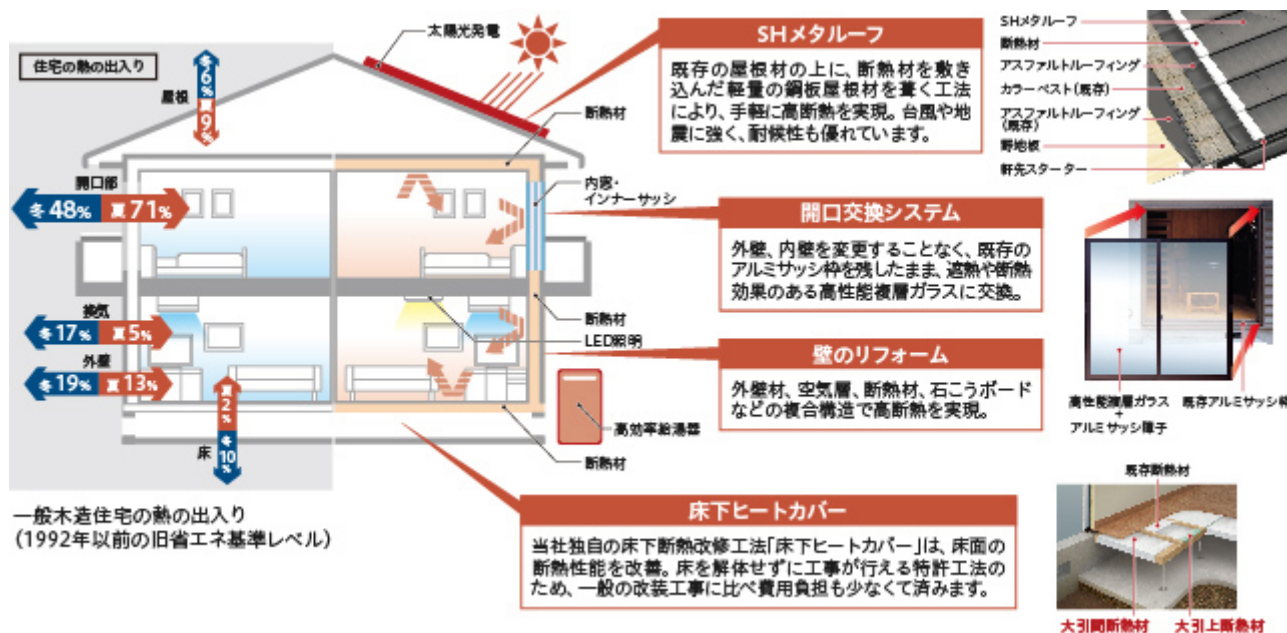 住宅の熱の出入り
屋根
冬6%
夏9%
開口部
冬48%
夏71%
換気
冬17%
夏5%
外壁
冬19%
夏13%
夏2%
冬10%
床
一般木造住宅の熱の出入り
（1992年以前の旧省エネ基準レベル）
太陽光発電
断熱材
内窓・
インナーサッシ
断熱材
LED照明
高効率給湯器
断熱材
SHメタルーフ
既存の屋根材の上に、断熱材を敷き
込んだ軽量の鋼板屋根材を葺く工法
により、手軽に高断熱を実現。台風や地
震に強く、耐候性も優れています。
開口交換システム
外壁、内壁を変更することなく、既存の
アルミサッシ枠を残したまま、遮熱や断熱
効果のある高性能複層ガラスに交換。
壁のリフォーム
外壁材、空気層、断熱材、石こうボード
などの複合構造で高断熱を実現。
床下ヒートカバー
当社独自の床下断熱改修工法「床下ヒートカバー」は、床面の
断熱性能を改善。床を解体せずに工事が行える特許工法の
ため、一般の改装工事に比べ費用負担も少なくて済みます。
SHメタルーフ
断熱材
アスファルトルーフィング
カラーベスト（既存）
アスファルトルーフィング
（既存）
野地板
軒先スターター
高性能複層ガラス
+
アルミサッシ障子
既存アルミサッシ枠
既存断熱材
大引間断熱材
大引上断熱材